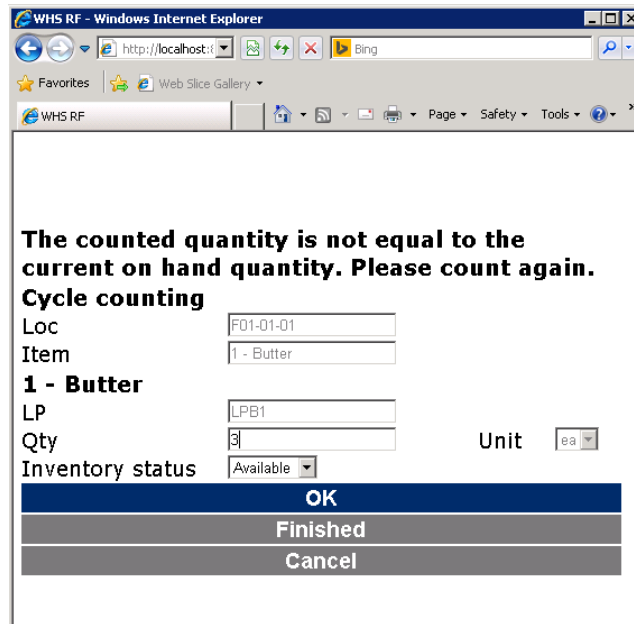 WHS RF - Windows Internet Explorer
http://localhost:8 Bing
Favorites Web Slice Gallery
WHS RF Page Safety Tools
The counted quantity is not equal to the
current on hand quantity. Please count again.
Cycle counting
Loc F01-01-01
Item 1 - Butter
1 - Butter
LP LPB1
Qty 3 Unit ea
Inventory status Available
OK
Finished
Cancel